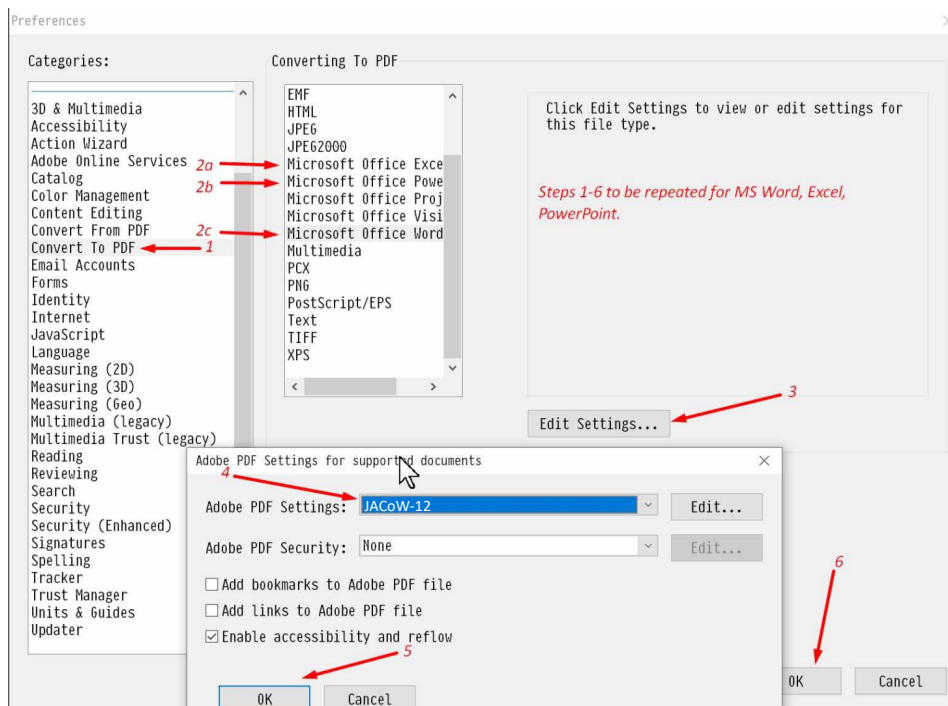 Preferences
Categories:
3D & Multimedia
Accessibility
Action Wizard
Adobe Online Services
Catalog
Color Management
Content Editing
Convert From PDF
Convert To PDF
Email Accounts
Forms
Identity
Internet
JavaScript
Language
Measuring (2D)
Measuring (3D)
Measuring (Geo)
Multimedia (legacy)
Multimedia Trust (legacy)
Reading
Reviewing
Search
Security
Security (Enhanced)
Signatures
Spelling
Tracker
Trust Manager
Units & Guides
Updater
1
Converting To PDF
EMF
HTML
JPEG
JPEG2000
2a
Microsoft Office Exce
2b
Microsoft Office Powe
Microsoft Office Proj
Microsoft Office Visi
2c
Microsoft Office Word
Multimedia
PCX
PNG
PostScript/EPS
Text
TIFF
XPS
Click Edit Settings to view or edit settings for
this file type.
Steps 1-6 to be repeated for MS Word, Excel,
PowerPoint.
3
Edit Settings...
Adobe PDF Settings for supported documents
4
Adobe PDF Settings: JACoW-12 Edit...
Adobe PDF Security: None Edit...
Add bookmarks to Adobe PDF file
Add links to Adobe PDF file
Enable accessibility and reflow
5
OK Cancel
6
OK Cancel